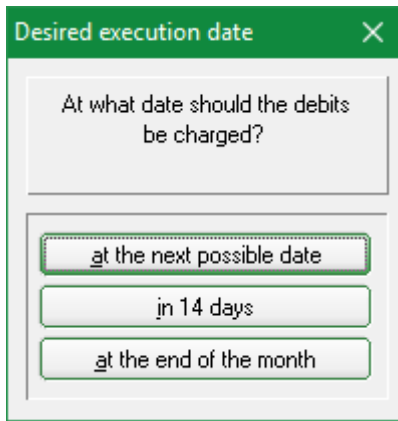 Desired execution date
At what date should the debits
be charged?
at the next possible date
in 14 days
at the end of the month